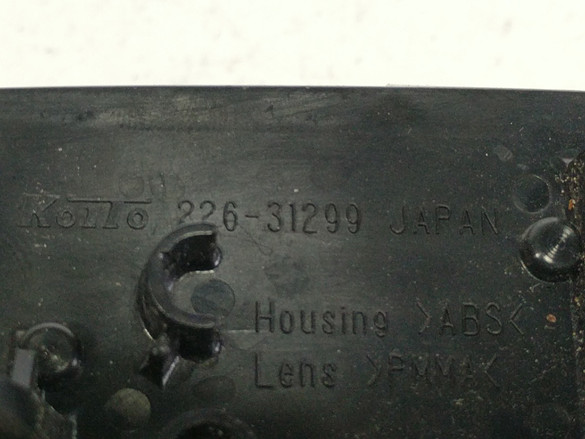 KOITO 226-31299 JAPAN
Housing >ABS<
Lens >PMMA<